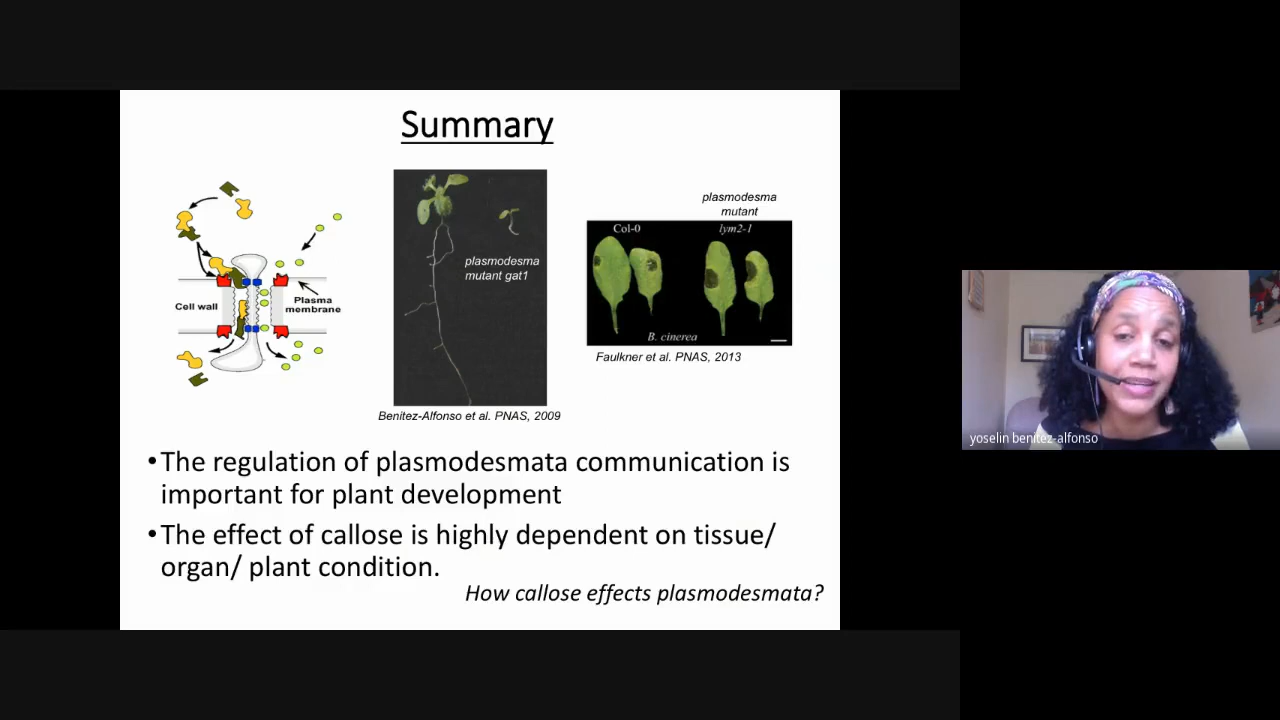 Summary
Cell wall
Plasma
membrane
plasmodesma
mutant gat1
Benitez-Alfonso et al. PNAS, 2009
plasmodesma
mutant
Col-0
lym2-1
B. cinerea
Faulkner et al. PNAS, 2013
•The regulation of plasmodesmata communication is
important for plant development
•The effect of callose is highly dependent on tissue/
organ/ plant condition.
How callose effects plasmodesmata?
yoselin benitez-alfonso